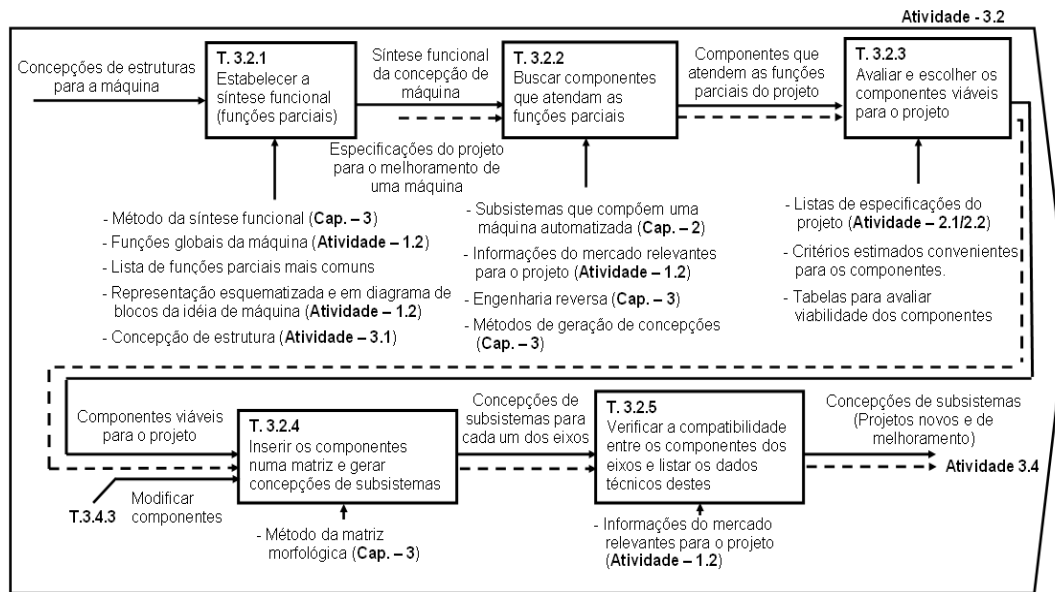 Atividade - 3.2
Concepções de estruturas
para a máquina
T. 3.2.1
Estabelecer a
síntese funcional
(funções parciais)
Síntese funcional
da concepção de
máquina
Especificações do projeto
para o melhoramento de
uma máquina
T. 3.2.2
Buscar componentes
que atendam as
funções parciais
Componentes que
atendem as funções
parciais do projeto
T. 3.2.3
Avaliar e escolher os
componentes viáveis
para o projeto
- Método da síntese funcional (Cap. – 3)
- Funções globais da máquina (Atividade – 1.2)
- Lista de funções parciais mais comuns
- Representação esquematizada e em diagrama de
blocos da idéia de máquina (Atividade – 1.2)
- Concepção de estrutura (Atividade – 3.1)
- Subsistemas que compõem uma
máquina automatizada (Cap. – 2)
- Informações do mercado relevantes
para o projeto (Atividade – 1.2)
- Engenharia reversa (Cap. – 3)
- Métodos de geração de concepções
(Cap. – 3)
- Listas de especificações do
projeto (Atividade – 2.1/2.2)
- Critérios estimados convenientes
para os componentes.
- Tabelas para avaliar
viabilidade dos componentes
Componentes viáveis
para o projeto
T.3.4.3
Modificar
componentes
T. 3.2.4
Inserir os componentes
numa matriz e gerar
concepções de subsistemas
- Método da matriz
morfológica (Cap. – 3)
Concepções de
subsistemas para
cada um dos eixos
T. 3.2.5
Verificar a compatibilidade
entre os componentes dos
eixos e listar os dados
técnicos destes
- Informações do mercado
relevantes para o projeto
(Atividade – 1.2)
Concepções de subsistemas
(Projetos novos e de
melhoramento)
Atividade 3.4